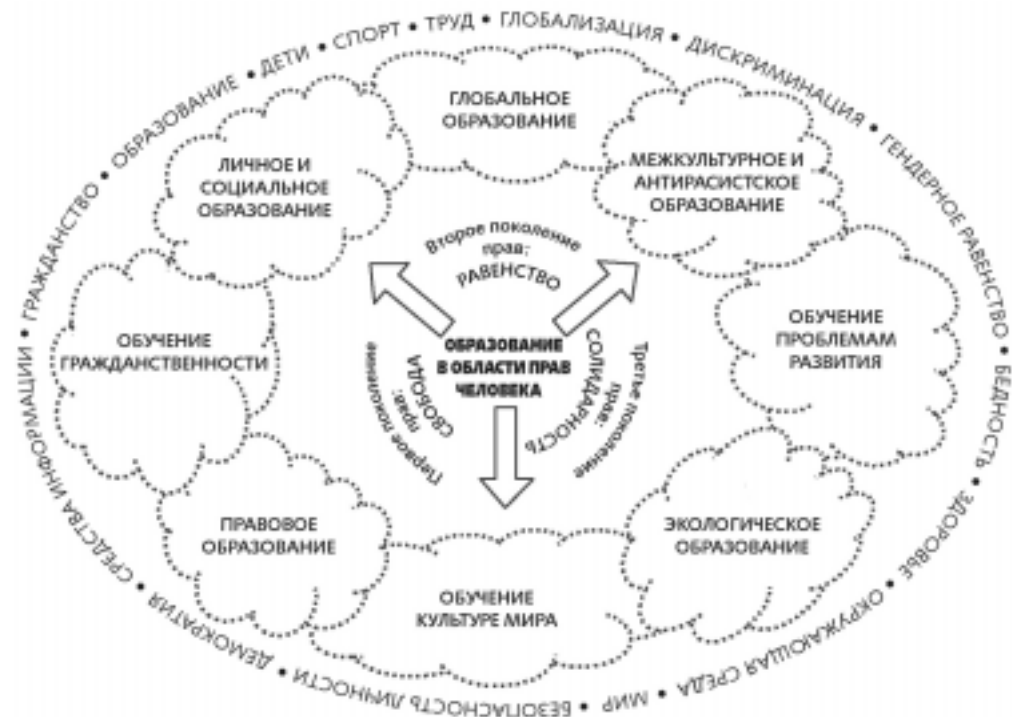 ГРАЖДАНСТВО • ОБРАЗОВАНИЕ • ДЕТИ • СПОРТ • ТРУД • ГЛОБАЛИЗАЦИЯ • ДИСКРИМИНАЦИЯ • ГЕНДЕРНОЕ РАВЕНСТВО • БЕДНОСТЬ • ЗДОРОВЬЕ • ОКРУЖАЮЩАЯ СРЕДА • МИР • БЕЗОПАСНОСТЬ ЛИЧНОСТИ • ДЕМОКРАТИЯ • СРЕДСТВА ИНФОРМАЦИИ •
ГЛОБАЛЬНОЕ
ОБРАЗОВАНИЕ
ЛИЧНОЕ И
СОЦИАЛЬНОЕ
ОБРАЗОВАНИЕ
МЕЖКУЛЬТУРНОЕ И
АНТИРАСИСТСКОЕ
ОБРАЗОВАНИЕ
Второе поколение
прав:
РАВЕНСТВО
ОБУЧЕНИЕ
ГРАЖДАНСТВЕННОСТИ
Первое поколение
прав:
СВОБОДА
ОБРАЗОВАНИЕ
В ОБЛАСТИ ПРАВ
ЧЕЛОВЕКА
Третье поколение
прав:
СОЛИДАРНОСТЬ
ОБУЧЕНИЕ
ПРОБЛЕМАМ
РАЗВИТИЯ
ПРАВОВОЕ
ОБРАЗОВАНИЕ
ЭКОЛОГИЧЕСКОЕ
ОБРАЗОВАНИЕ
ОБУЧЕНИЕ
КУЛЬТУРЕ МИРА